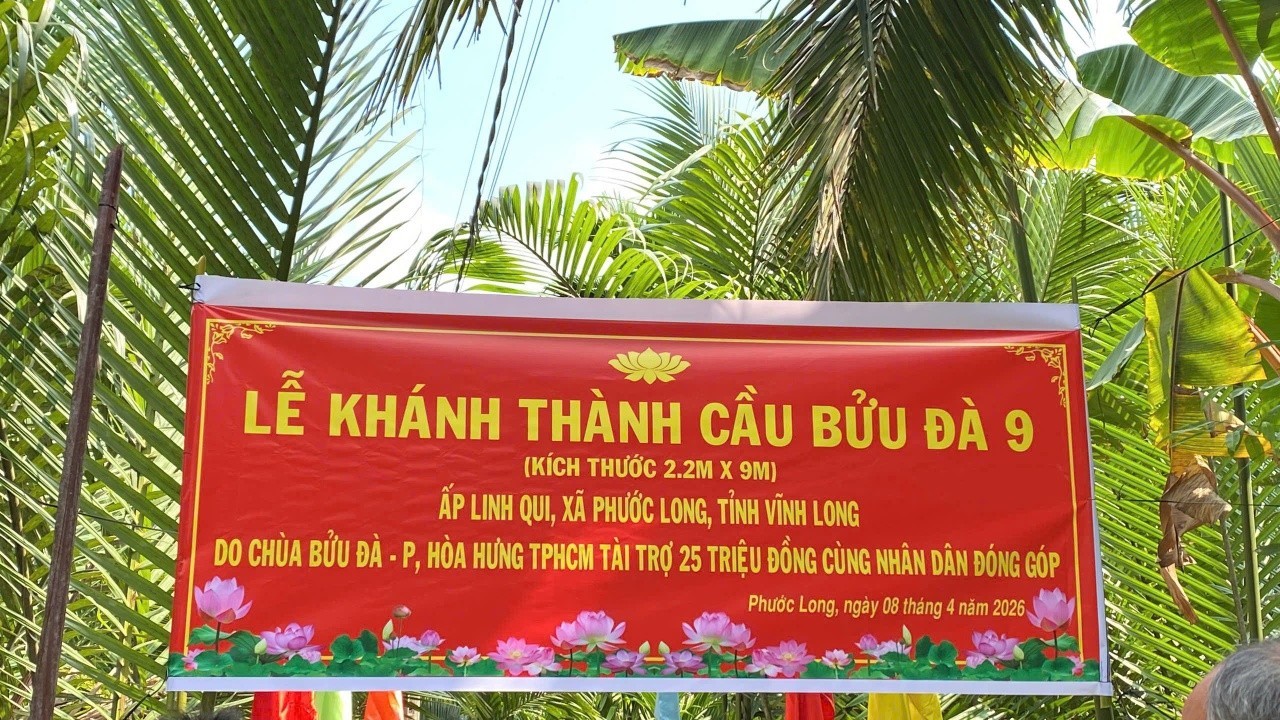 LỄ KHÁNH THÀNH CẦU BỬU ĐÀ 9
(KÍCH THƯỚC 2.2M X 9M)
ẤP LINH QUI, XÃ PHƯỚC LONG, TỈNH VĨNH LONG
DO CHÙA BỬU ĐÀ - P, HÒA HƯNG TPHCM TÀI TRỢ 25 TRIỆU ĐỒNG CÙNG NHÂN DÂN ĐÓNG GÓP
Phước Long, ngày 08 tháng 4 năm 2026